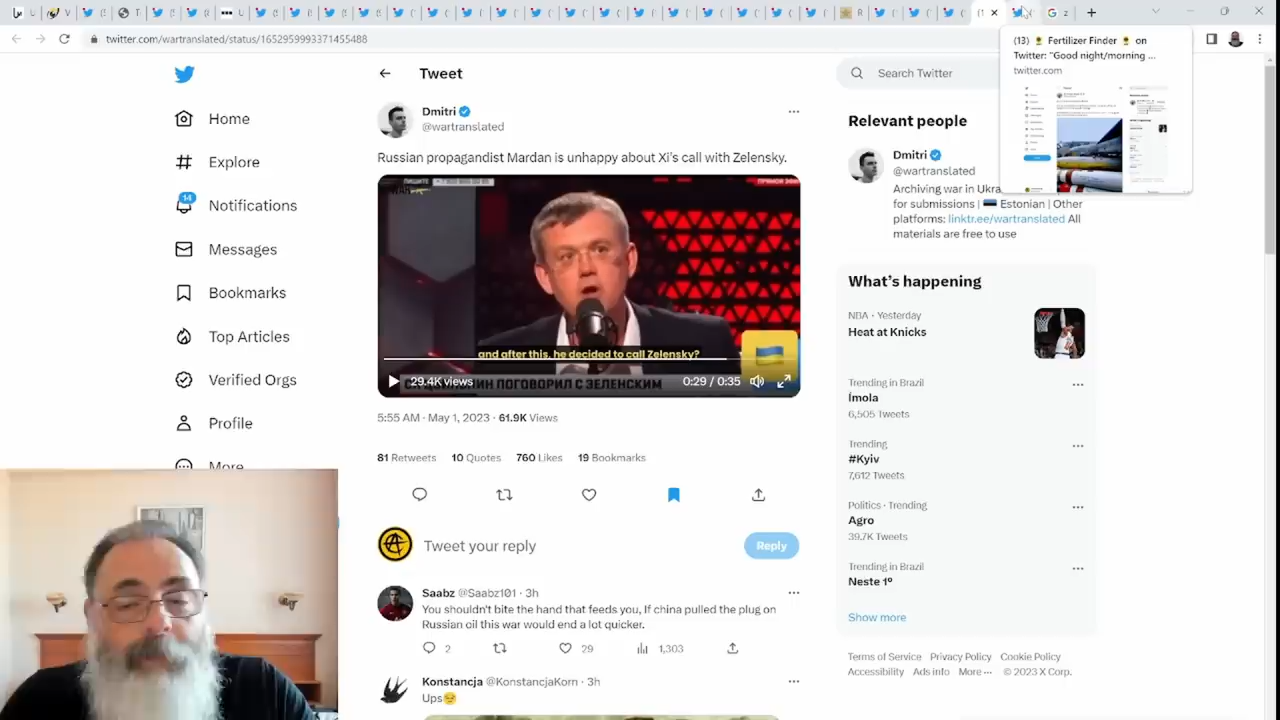 twitter.com/wartranslated/status/1652959993371455488
(13) 🌻 Fertilizer Finder 🌻 on
Twitter: "Good night/morning ...
twitter.com
Home
Explore
14
Notifications
Messages
Bookmarks
Top Articles
Verified Orgs
Profile
More
Tweet
Dmitri
@wartranslated
Russian propagandist Mardan is unhappy about Xi's call with Zelensky.
and after this, he decided to call Zelensky?
29.4K views
0:29 / 0:35
ПОГОВОРИЛ С ЗЕЛЕНСКИМ
5:55 AM · May 1, 2023 · 61.9K Views
81 Retweets 10 Quotes 760 Likes 19 Bookmarks
Tweet your reply
Reply
Saabz @Saabz101 · 3h
You shouldn't bite the hand that feeds you, If china pulled the plug on
Russian oil this war would end a lot quicker.
2 29 1,303
Konstancja @KonstancjaKorn · 3h
Ups😔
Search Twitter
Relevant people
Dmitri
@wartranslated
Archiving war in Ukra
for submissions | 🇪🇪 Estonian | Other
platforms: linktr.ee/wartranslated All
materials are free to use
What's happening
NBA · Yesterday
Heat at Knicks
Trending in Brazil
Ímola
6,505 Tweets
Trending
#Kyiv
7,612 Tweets
Politics · Trending
Agro
39.7K Tweets
Trending in Brazil
Neste 1º
Show more
Terms of Service Privacy Policy Cookie Policy
Accessibility Ads info More ··· © 2023 X Corp.